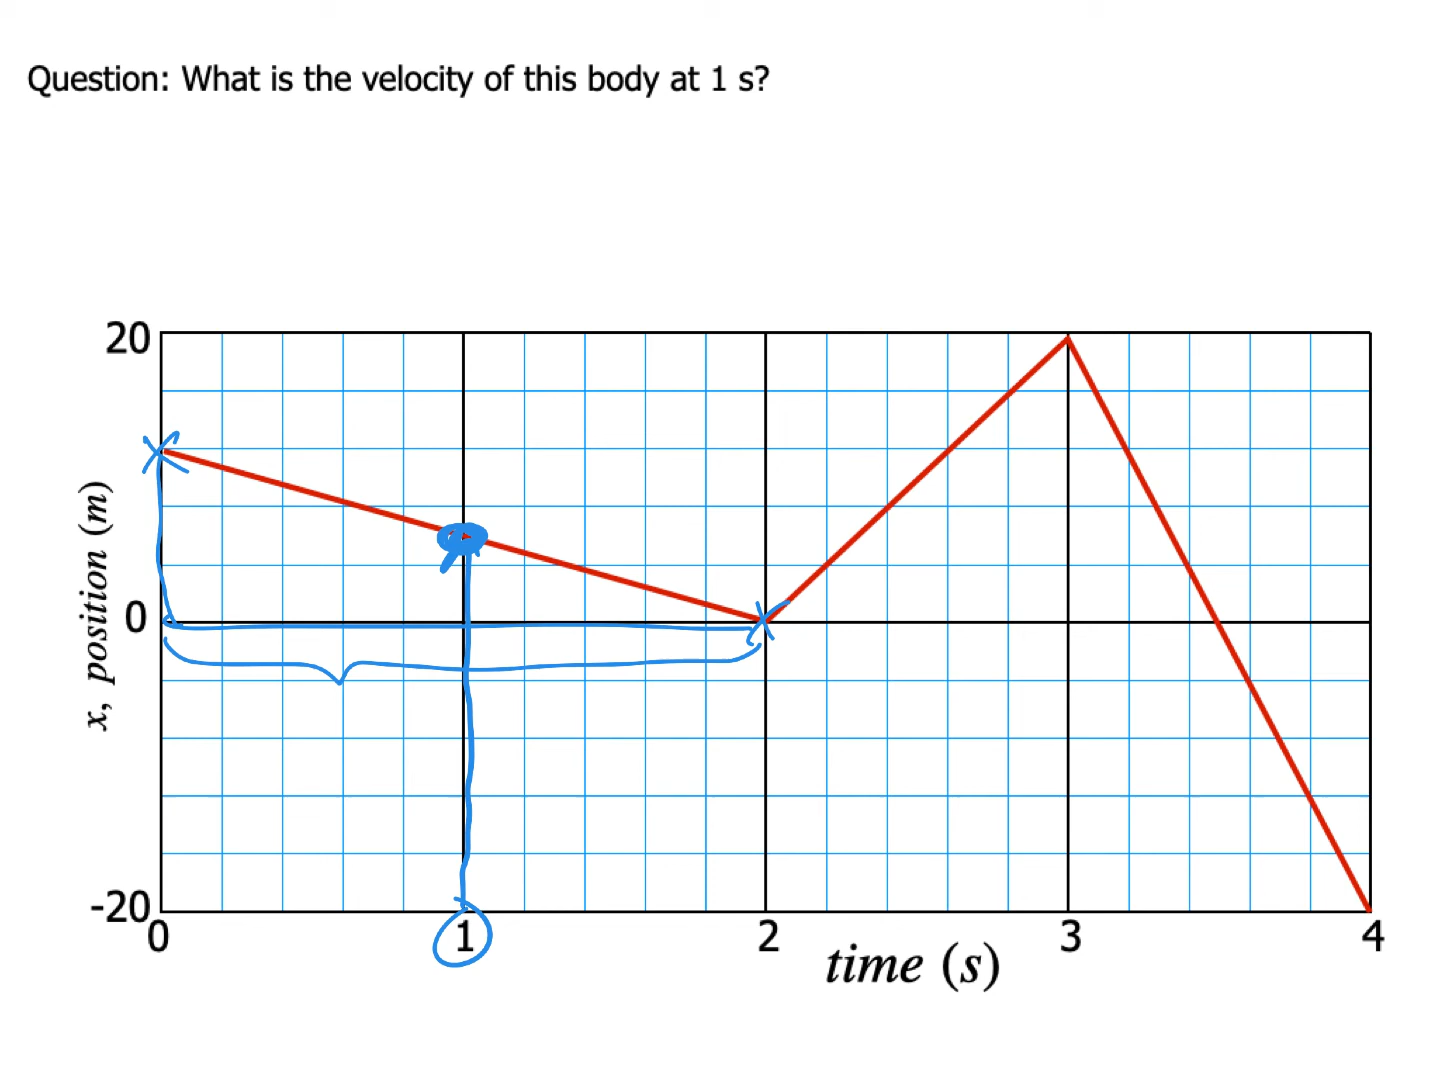 Question: What is the velocity of this body at 1 s?
20
x, position (m)
0
-20
0 1 2 3 4
time (s)